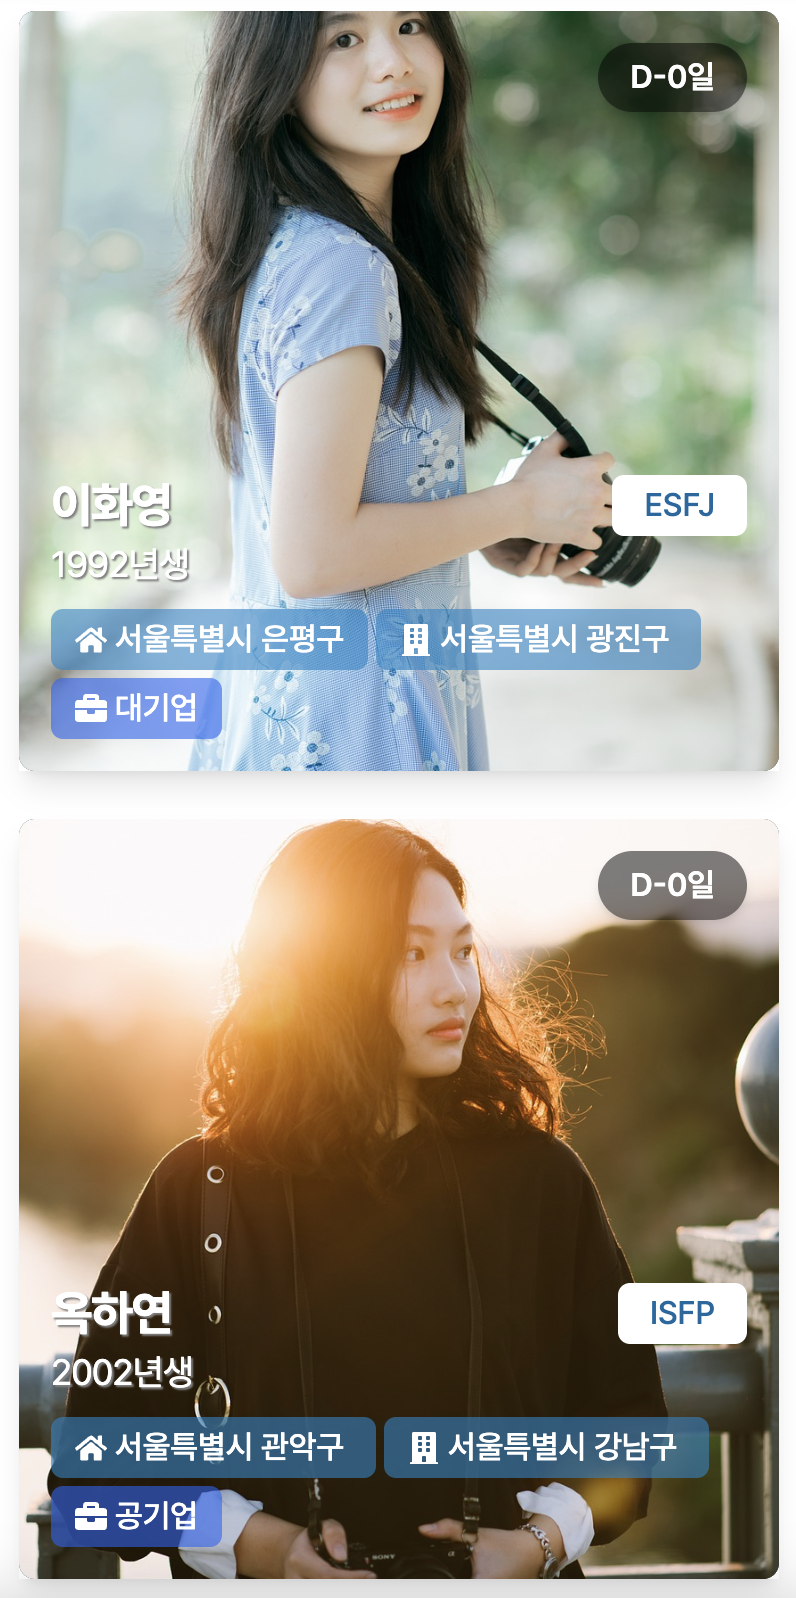 D-0일
이화영
ESFJ
1992년생
서울특별시 은평구 서울특별시 광진구
대기업
D-0일
옥하연
ISFP
2002년생
서울특별시 관악구 서울특별시 강남구
공기업
SONY α